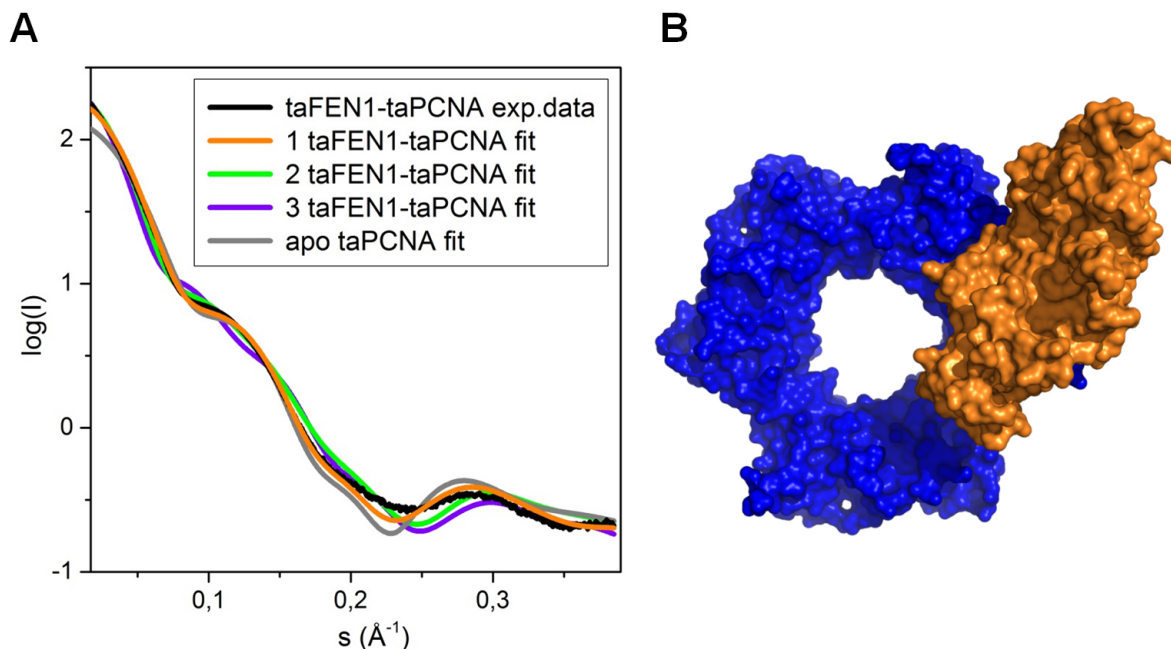 A
B
taFEN1-taPCNA exp.data
1 taFEN1-taPCNA fit
2 taFEN1-taPCNA fit
3 taFEN1-taPCNA fit
apo taPCNA fit
2
1
0
-1
log(I)
0,1 0,2 0,3
s (Å⁻¹)